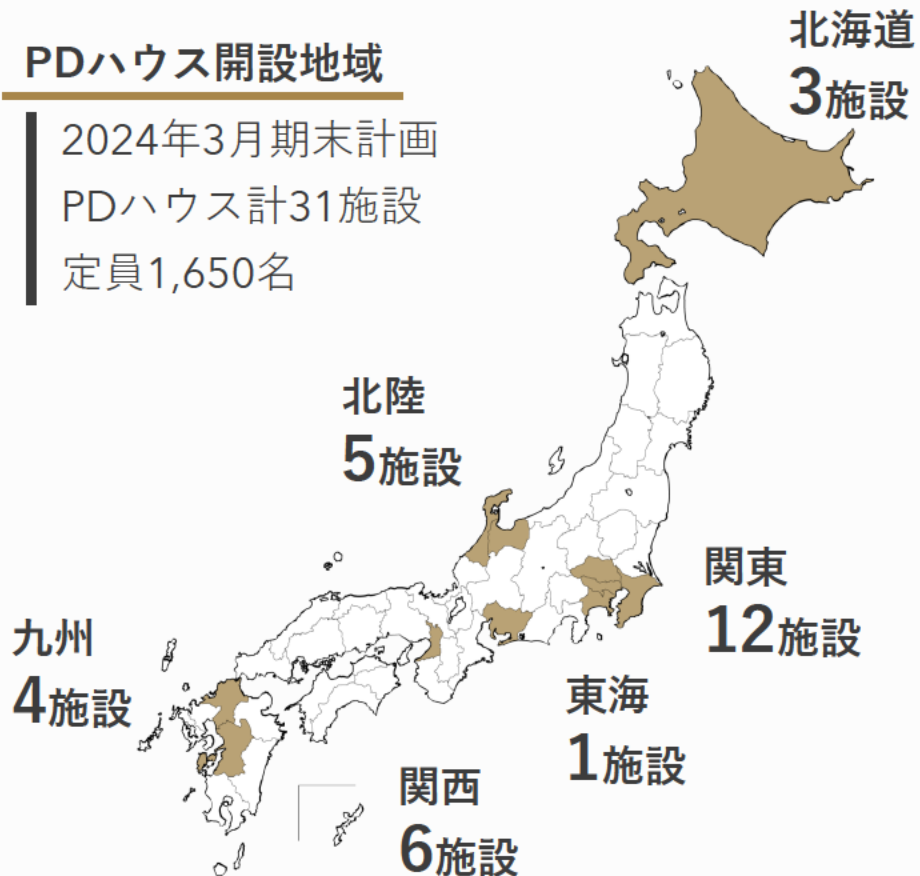 PDハウス開設地域
2024年3月期末計画
PDハウス計31施設
定員1,650名
北海道
3施設
北陸
5施設
関東
12施設
九州
4施設
東海
1施設
関西
6施設